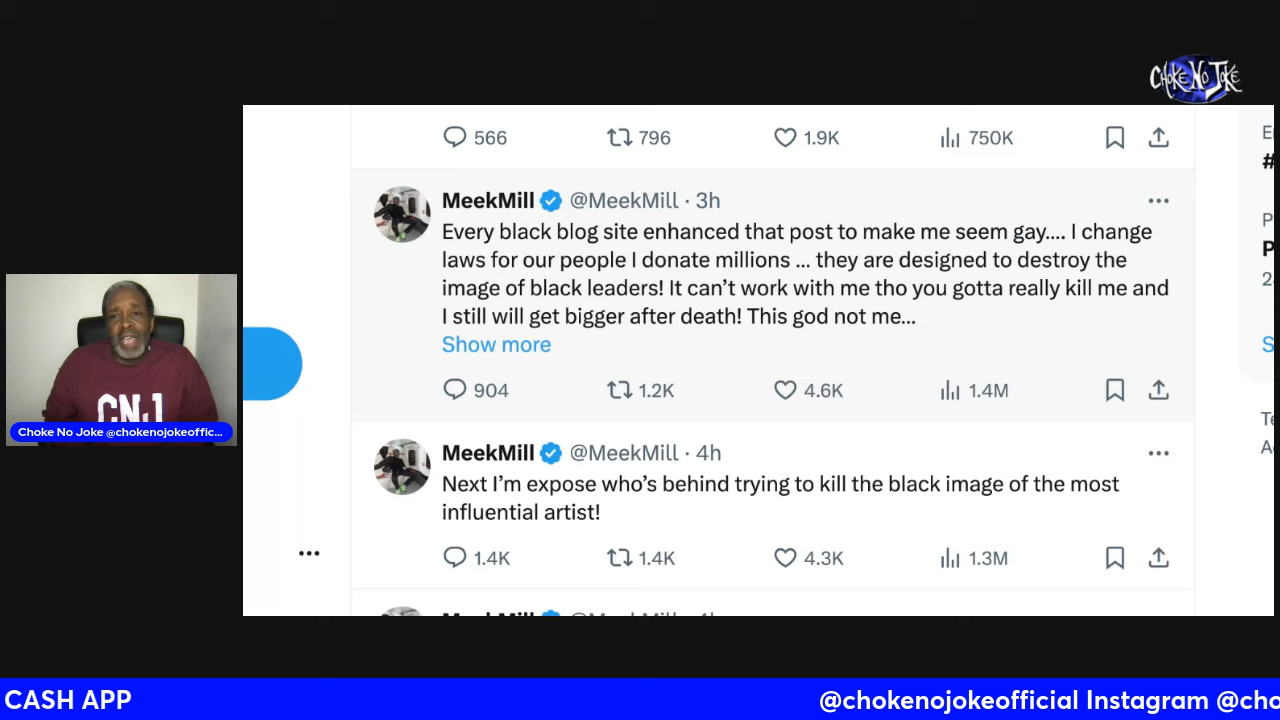 CHOKE NO JOKE
566 796 1.9K 750K
MeekMill @MeekMill · 3h
Every black blog site enhanced that post to make me seem gay.... I change
laws for our people I donate millions ... they are designed to destroy the
image of black leaders! It can’t work with me tho you gotta really kill me and
I still will get bigger after death! This god not me...
Show more
904 1.2K 4.6K 1.4M
MeekMill @MeekMill · 4h
Next I’m expose who’s behind trying to kill the black image of the most
influential artist!
1.4K 1.4K 4.3K 1.3M
MeekMill @MeekMill · 4h
#
P
P
2
S
CNJ
Choke No Joke @chokenojokeoffic...
CASH APP @chokenojokeofficial Instagram @cho